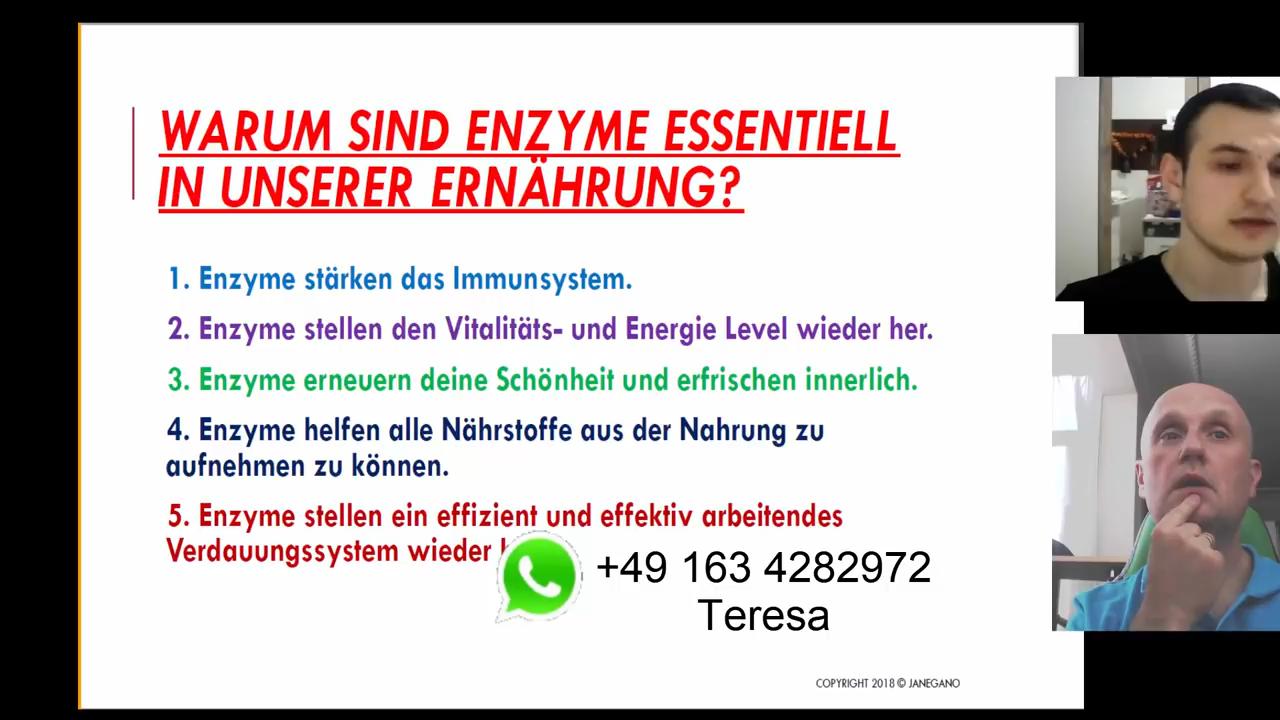 WARUM SIND ENZYME ESSENTIELL
IN UNSERER ERNÄHRUNG?
1. Enzyme stärken das Immunsystem.
2. Enzyme stellen den Vitalitäts- und Energie Level wieder her.
3. Enzyme erneuern deine Schönheit und erfrischen innerlich.
4. Enzyme helfen alle Nährstoffe aus der Nahrung zu
aufnehmen zu können.
5. Enzyme stellen ein effizient und effektiv arbeitendes
Verdauungssystem wieder
+49 163 4282972
Teresa
COPYRIGHT 2018 © JANEGANO